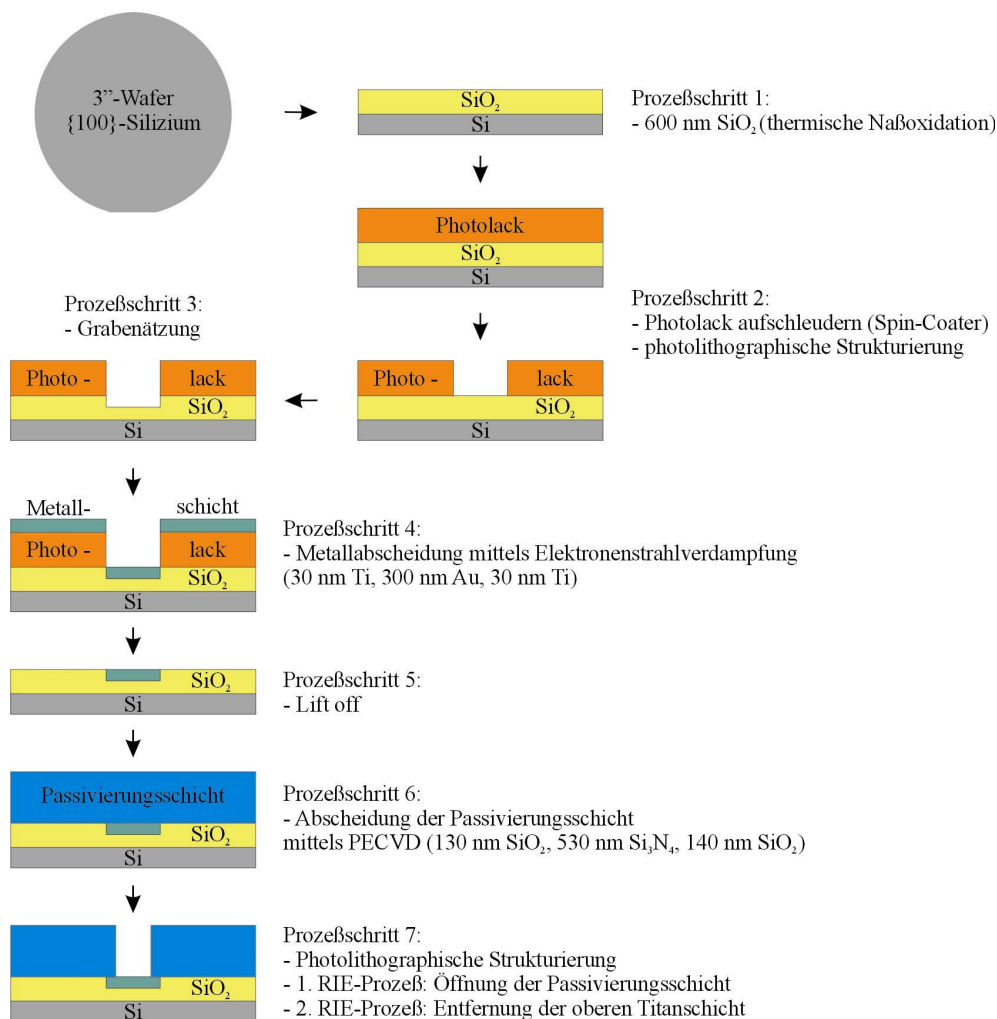 3”-Wafer
{100}-Silizium
SiO₂
Si
Prozeßschritt 1:
- 600 nm SiO₂ (thermische Naßoxidation)
Photolack
SiO₂
Si
Prozeßschritt 2:
- Photolack aufschleudern (Spin-Coater)
- photolithographische Strukturierung
Photo - lack
SiO₂
Si
Prozeßschritt 3:
- Grabenätzung
Photo - lack
SiO₂
Si
Metall- schicht
Photo - lack
SiO₂
Si
Prozeßschritt 4:
- Metallabscheidung mittels Elektronenstrahlverdampfung
(30 nm Ti, 300 nm Au, 30 nm Ti)
SiO₂
Si
Prozeßschritt 5:
- Lift off
Passivierungsschicht
SiO₂
Si
Prozeßschritt 6:
- Abscheidung der Passivierungsschicht
mittels PECVD (130 nm SiO₂, 530 nm Si₃N₄, 140 nm SiO₂)
SiO₂
Si
Prozeßschritt 7:
- Photolithographische Strukturierung
- 1. RIE-Prozeß: Öffnung der Passivierungsschicht
- 2. RIE-Prozeß: Entfernung der oberen Titanschicht